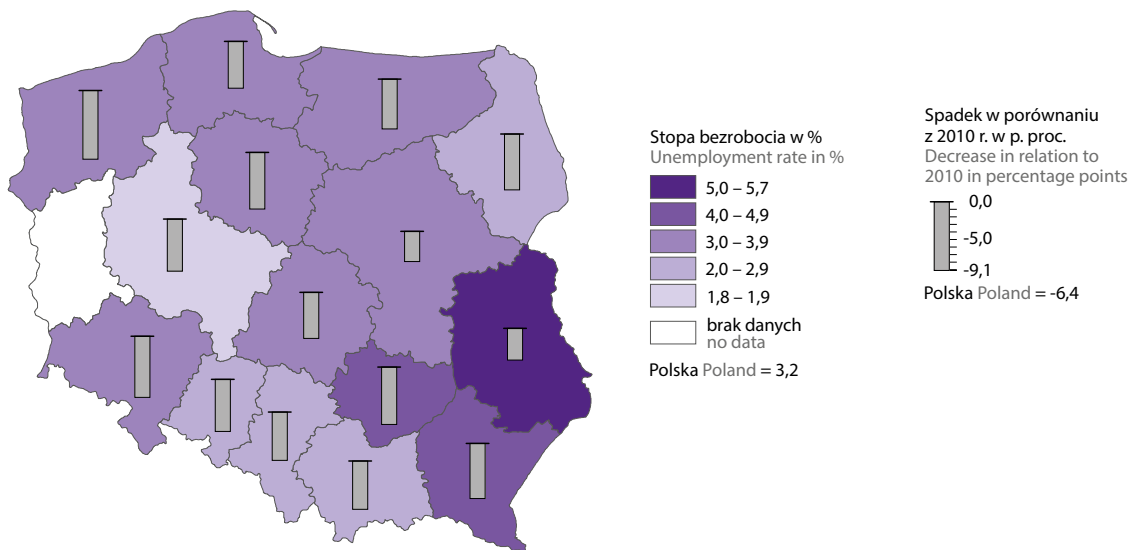 Stopa bezrobocia w %
Unemployment rate in %
5,0 – 5,7
4,0 – 4,9
3,0 – 3,9
2,0 – 2,9
1,8 – 1,9
brak danych
no data
Polska Poland = 3,2
Spadek w porównaniu
z 2010 r. w p. proc.
Decrease in relation to
2010 in percentage points
0,0
-5,0
-9,1
Polska Poland = -6,4